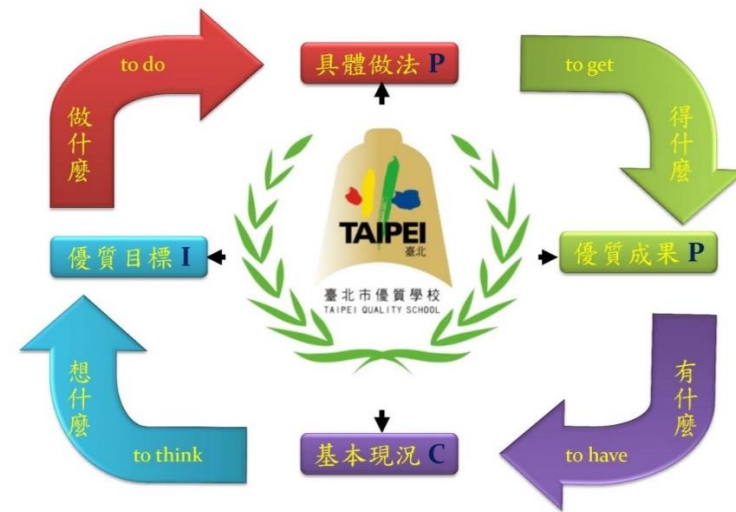 to do
做什麼
具體做法 P
to get
得什麼
優質目標 I
TAIPEI
臺北
臺北市優質學校
TAIPEI QUALITY SCHOOL
優質成果 P
想什麼
to think
基本現況 C
有什麼
to have